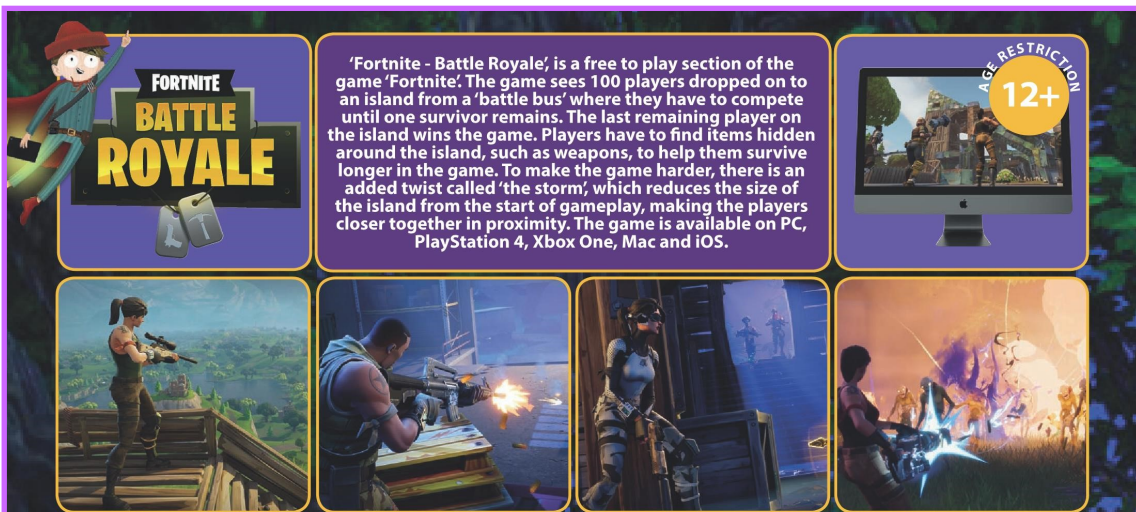 FORTNITE
BATTLE
ROYALE
'Fortnite - Battle Royale', is a free to play section of the
game 'Fortnite'. The game sees 100 players dropped on to
an island from a 'battle bus' where they have to compete
until one survivor remains. The last remaining player on
the island wins the game. Players have to find items hidden
around the island, such as weapons, to help them survive
longer in the game. To make the game harder, there is an
added twist called 'the storm', which reduces the size of
the island from the start of gameplay, making the players
closer together in proximity. The game is available on PC,
PlayStation 4, Xbox One, Mac and iOS.
AGE RESTRICTION
12+